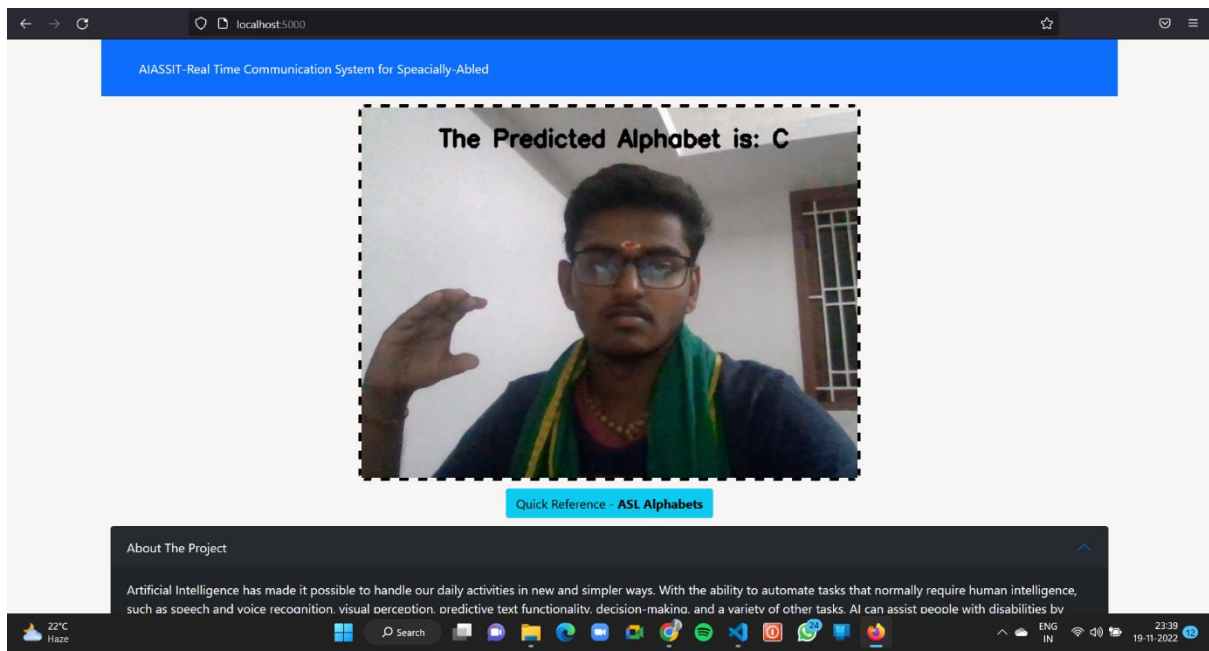 localhost:5000
AIASSIT-Real Time Communication System for Speacially-Abled
The Predicted Alphabet is: C
Quick Reference - ASL Alphabets
About The Project
Artificial Intelligence has made it possible to handle our daily activities in new and simpler ways. With the ability to automate tasks that normally require human intelligence,
such as speech and voice recognition, visual perception, predictive text functionality, decision-making, and a variety of other tasks. AI can assist people with disabilities by
22°C
Haze
Search
24
ENG
IN
23:39
19-11-2022
12